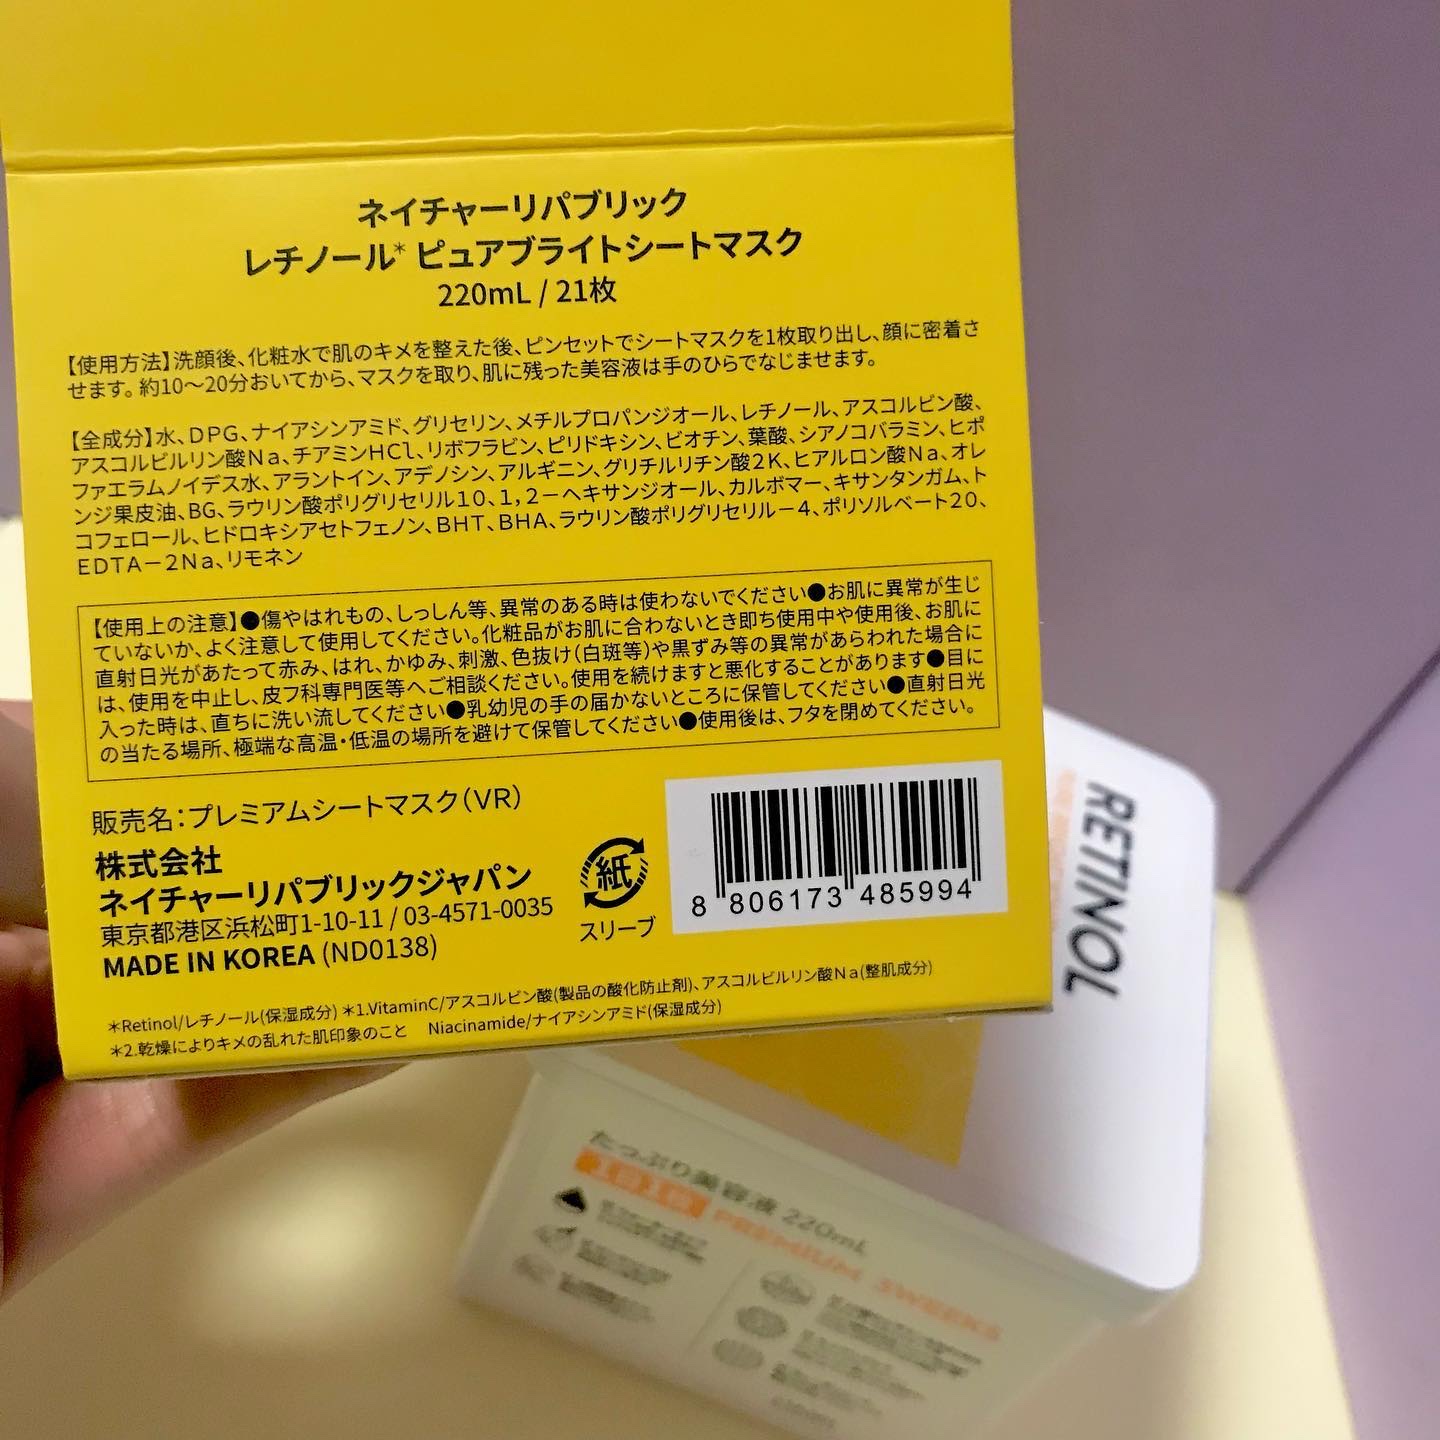 ネイチャーリパブリック
レチノール* ピュアブライトシートマスク
220mL / 21枚
【使用方法】洗顔後、化粧水で肌のキメを整えた後、ピンセットでシートマスクを1枚取り出し、顔に密着さ
せます。約10〜20分おいてから、マスクを取り、肌に残った美容液は手のひらでなじませます。
【全成分】水、DPG、ナイアシンアミド、グリセリン、メチルプロパンジオール、レチノール、アスコルビン酸、
アスコルビルリン酸Na、チアミンHCl、リボフラビン、ピリドキシン、ビオチン、葉酸、シアノコバラミン、ヒポ
ファエラムノイデス水、アラントイン、アデノシン、アルギニン、グリチルリチン酸2K、ヒアルロン酸Na、オレ
ンジ果皮油、BG、ラウリン酸ポリグリセリル10、1,2-ヘキサンジオール、カルボマー、キサンタンガム、ト
コフェロール、ヒドロキシアセトフェノン、BHT、BHA、ラウリン酸ポリグリセリル-4、ポリソルベート20、
EDTA-2Na、リモネン
【使用上の注意】●傷やはれもの、しっしん等、異常のある時は使わないでください●お肌に異常が生じ
ていないか、よく注意して使用してください。化粧品がお肌に合わないとき即ち使用中や使用後、お肌に
直射日光があたって赤み、はれ、かゆみ、刺激、色抜け(白斑等)や黒ずみ等の異常があらわれた場合に
は、使用を中止し、皮フ科専門医等へご相談ください。使用を続けますと悪化することがあります●目に
入った時は、直ちに洗い流してください●乳幼児の手の届かないところに保管してください●直射日光
の当たる場所、極端な高温・低温の場所を避けて保管してください●使用後は、フタを閉めてください。
販売名：プレミアムシートマスク(VR)
株式会社
ネイチャーリパブリックジャパン
東京都港区浜松町1-10-11 / 03-4571-0035
MADE IN KOREA (ND0138)
紙
スリーブ
8 806173 485994
*Retinol/レチノール(保湿成分) *1.VitaminC/アスコルビン酸(製品の酸化防止剤)、アスコルビルリン酸Na(整肌成分)
*2.乾燥によりキメの乱れた肌印象のこと Niacinamide/ナイアシンアミド(保湿成分)
RETINOL
たっぷり美容液 220mL
PREMIUM 3WEEKS